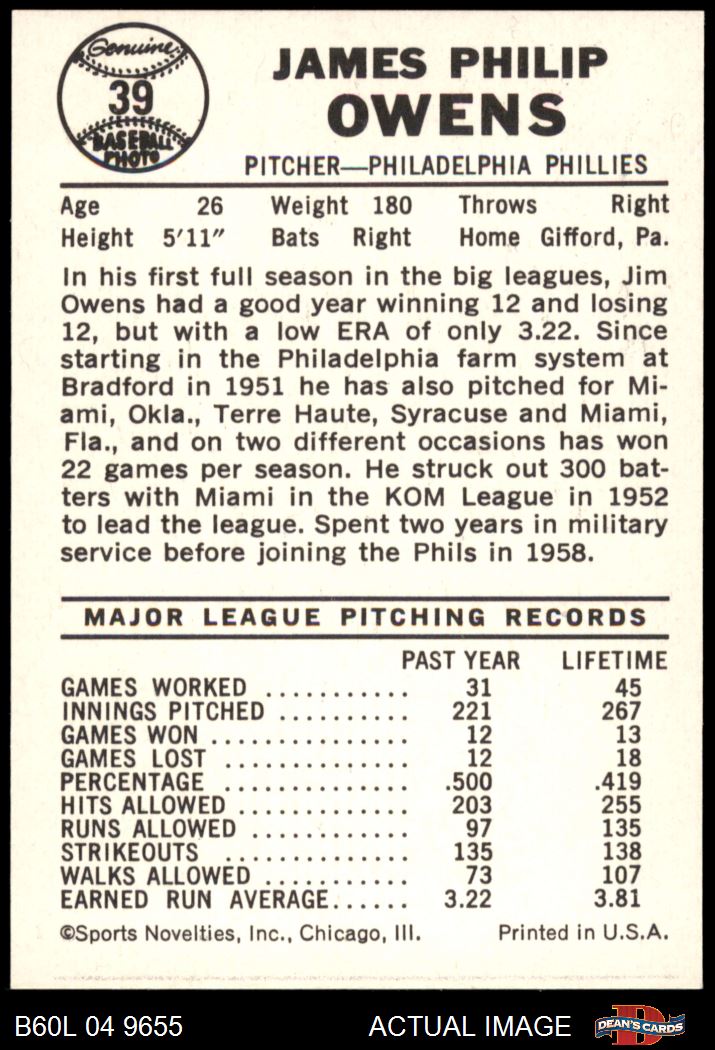 Genuine
39
BASEBALL
PHOTO
JAMES PHILIP
OWENS
PITCHER—PHILADELPHIA PHILLIES
Age 26 Weight 180 Throws Right
Height 5'11" Bats Right Home Gifford, Pa.
In his first full season in the big leagues, Jim
Owens had a good year winning 12 and losing
12, but with a low ERA of only 3.22. Since
starting in the Philadelphia farm system at
Bradford in 1951 he has also pitched for Mi-
ami, Okla., Terre Haute, Syracuse and Miami,
Fla., and on two different occasions has won
22 games per season. He struck out 300 bat-
ters with Miami in the KOM League in 1952
to lead the league. Spent two years in military
service before joining the Phils in 1958.
MAJOR LEAGUE PITCHING RECORDS
PAST YEAR LIFETIME
GAMES WORKED ........... 31 45
INNINGS PITCHED .......... 221 267
GAMES WON ............... 12 13
GAMES LOST .............. 12 18
PERCENTAGE .............. .500 .419
HITS ALLOWED ............. 203 255
RUNS ALLOWED ............ 97 135
STRIKEOUTS .............. 135 138
WALKS ALLOWED ........... 73 107
EARNED RUN AVERAGE...... 3.22 3.81
©Sports Novelties, Inc., Chicago, Ill. Printed in U.S.A.
B60L 04 9655 ACTUAL IMAGE D DEAN'S CARDS